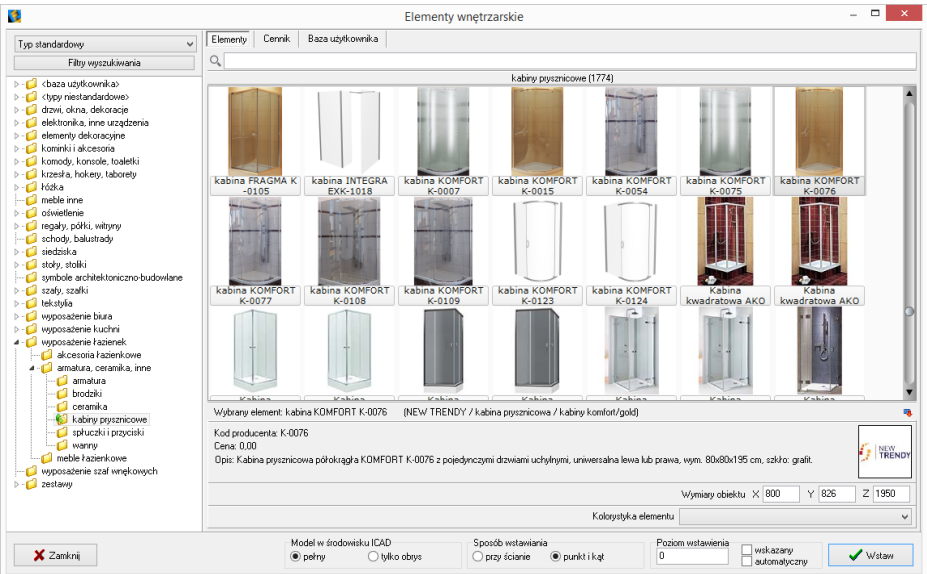 Elementy wnętrzarskie
Typ standardowy
Filtry wyszukiwania
<baza użytkownika>
<typy niestandardowe>
drzwi, okna, dekoracje
elektronika, inne urządzenia
elementy dekoracyjne
kominki i akcesoria
komody, konsole, toaletki
krzesła, hokery, taborety
łóżka
meble inne
oświetlenie
regały, półki, witryny
schody, balustrady
siedziska
stoły, stoliki
symbole architektoniczno-budowlane
szafy, szafki
tekstylia
wyposażenie biura
wyposażenie kuchni
wyposażenie łazienek
akcesoria łazienkowe
armatura, ceramika, inne
armatura
brodziki
ceramika
kabiny prysznicowe
spłuczki i przyciski
wanny
meble łazienkowe
wyposażenie szaf wnękowych
zestawy
Elementy Cennik Baza użytkownika
kabiny prysznicowe (1774)
kabina FRAGMA K kabina INTEGRA kabina KOMFORT kabina KOMFORT kabina KOMFORT kabina KOMFORT kabina KOMFORT
-0105 EXK-1018 K-0007 K-0015 K-0054 K-0075 K-0076
kabina KOMFORT kabina KOMFORT kabina KOMFORT kabina KOMFORT kabina KOMFORT Kabina Kabina
K-0077 K-0108 K-0109 K-0123 K-0124 kwadratowa AKO kwadratowa AKO
Kabina Kabina Kabina Kabina Kabina Kabina Kabina
Wybrany element: kabina KOMFORT K-0076 (NEW TRENDY / kabina prysznicowa / kabiny komfort/gold)
Kod producenta: K-0076
Cena: 0,00
Opis: Kabina prysznicowa półokrągła KOMFORT K-0076 z pojedynczymi drzwiami uchylnymi, uniwersalna lewa lub prawa, wym. 80x80x195 cm, szkło: grafit.
NEW
TRENDY
Wymiary obiektu X 800 Y 826 Z 1950
Kolorystyka elementu
Zamknij
Model w środowisku ICAD
pełny tylko obrys
Sposób wstawiania
przy ścianie punkt i kąt
Poziom wstawienia
0
wskazany
automatyczny
Wstaw